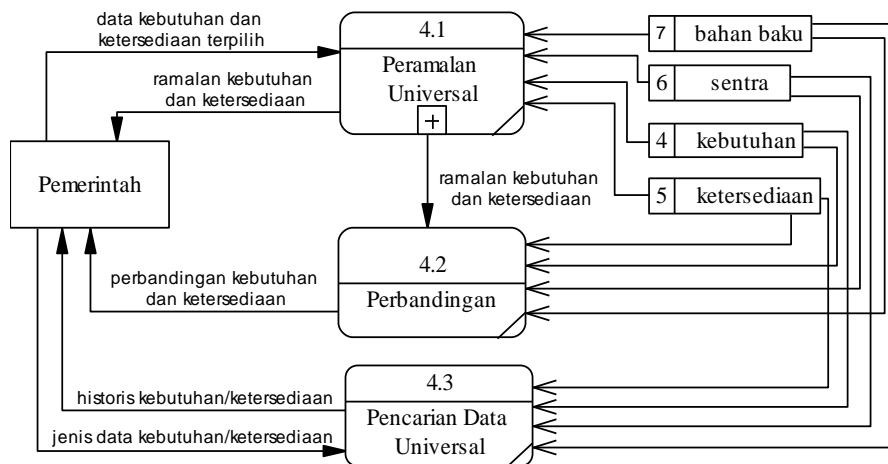 data kebutuhan dan
ketersediaan terpilih
4.1
Peramalan
Universal
+
7 bahan baku
ramalan kebutuhan
dan ketersediaan
6 sentra
4 kebutuhan
Pemerintah
ramalan kebutuhan
dan ketersediaan
5 ketersediaan
4.2
Perbandingan
perbandingan kebutuhan
dan ketersediaan
4.3
Pencarian Data
Universal
historis kebutuhan/ketersediaan
jenis data kebutuhan/ketersediaan